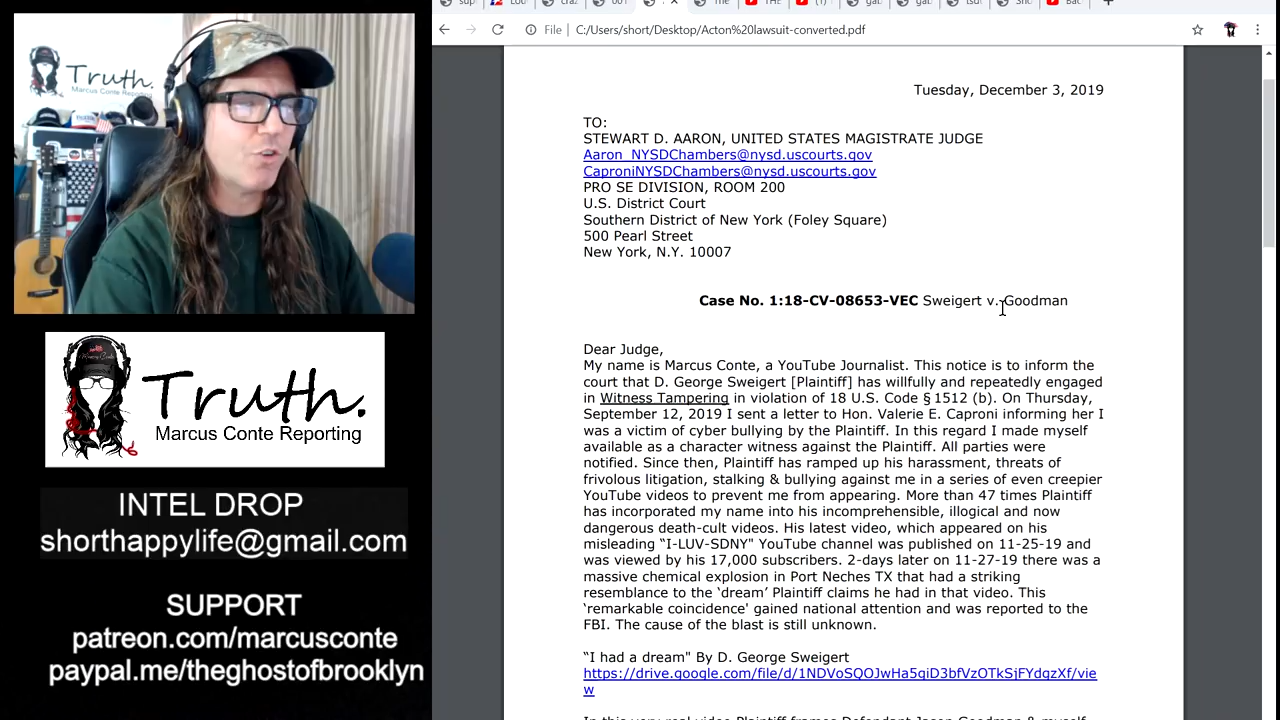 File
C:/Users/short/Desktop/Acton%20lawsuit-converted.pdf
Truth.
Marcus Conte Reporting
Tuesday, December 3, 2019
TO:
STEWART D. AARON, UNITED STATES MAGISTRATE JUDGE
Aaron_NYSDChambers@nysd.uscourts.gov
CaproniNYSDChambers@nysd.uscourts.gov
PRO SE DIVISION, ROOM 200
U.S. District Court
Southern District of New York (Foley Square)
500 Pearl Street
New York, N.Y. 10007
Case No. 1:18-CV-08653-VEC Sweigert v. Goodman
Dear Judge,
My name is Marcus Conte, a YouTube Journalist. This notice is to inform the
court that D. George Sweigert [Plaintiff] has willfully and repeatedly engaged
in Witness Tampering in violation of 18 U.S. Code § 1512 (b). On Thursday,
September 12, 2019 I sent a letter to Hon. Valerie E. Caproni informing her I
was a victim of cyber bullying by the Plaintiff. In this regard I made myself
available as a character witness against the Plaintiff. All parties were
notified. Since then, Plaintiff has ramped up his harassment, threats of
frivolous litigation, stalking & bullying against me in a series of even creepier
YouTube videos to prevent me from appearing. More than 47 times Plaintiff
has incorporated my name into his incomprehensible, illogical and now
dangerous death-cult videos. His latest video, which appeared on his
misleading “I-LUV-SDNY" YouTube channel was published on 11-25-19 and
was viewed by his 17,000 subscribers. 2-days later on 11-27-19 there was a
massive chemical explosion in Port Neches TX that had a striking
resemblance to the ‘dream’ Plaintiff claims he had in that video. This
‘remarkable coincidence' gained national attention and was reported to the
FBI. The cause of the blast is still unknown.
“I had a dream" By D. George Sweigert
https://drive.google.com/file/d/1NDVoSQOJwHa5qiD3bfVzOTkSjFYdqzXf/vie
w
In this very real video Plaintiff frames Defendant Jason Goodman & myself
Truth.
Marcus Conte Reporting
INTEL DROP
shorthappylife@gmail.com
SUPPORT
patreon.com/marcusconte
paypal.me/theghostofbrooklyn